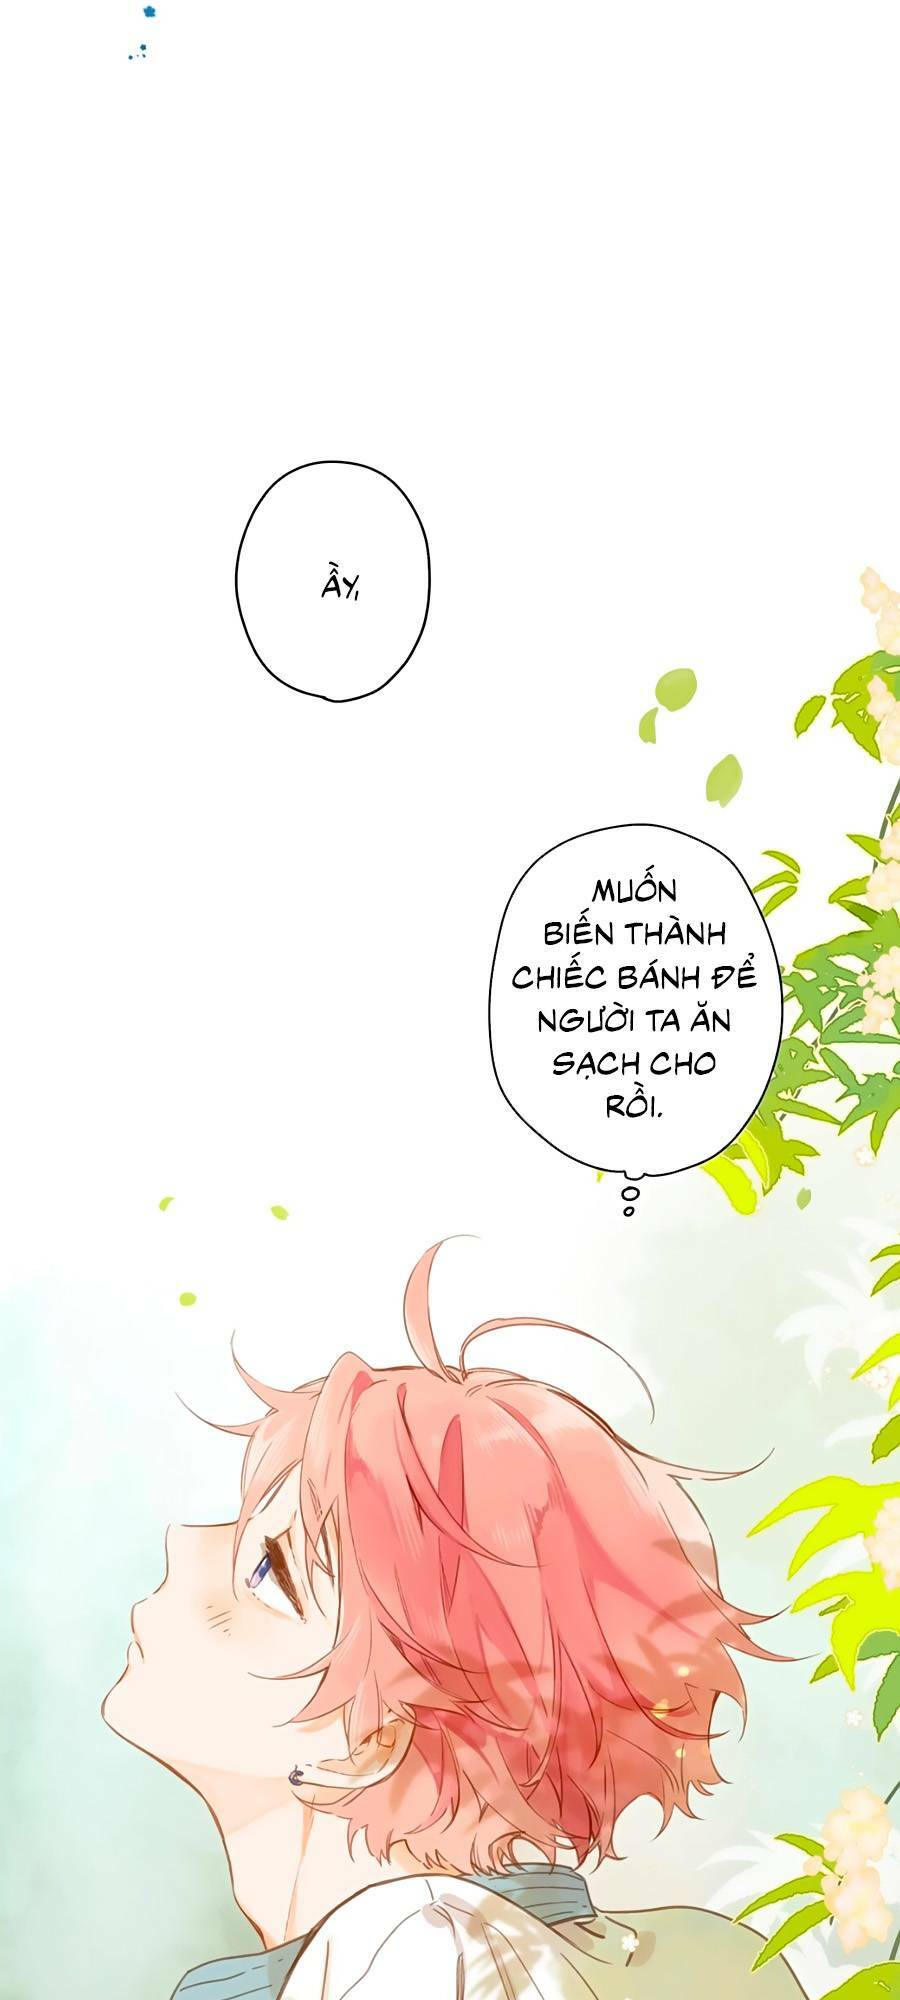 ẦY,
MUỐN
BIẾN THÀNH
CHIẾC BÁNH ĐỂ
NGƯỜI TA ĂN
SẠCH CHO
RỒI.